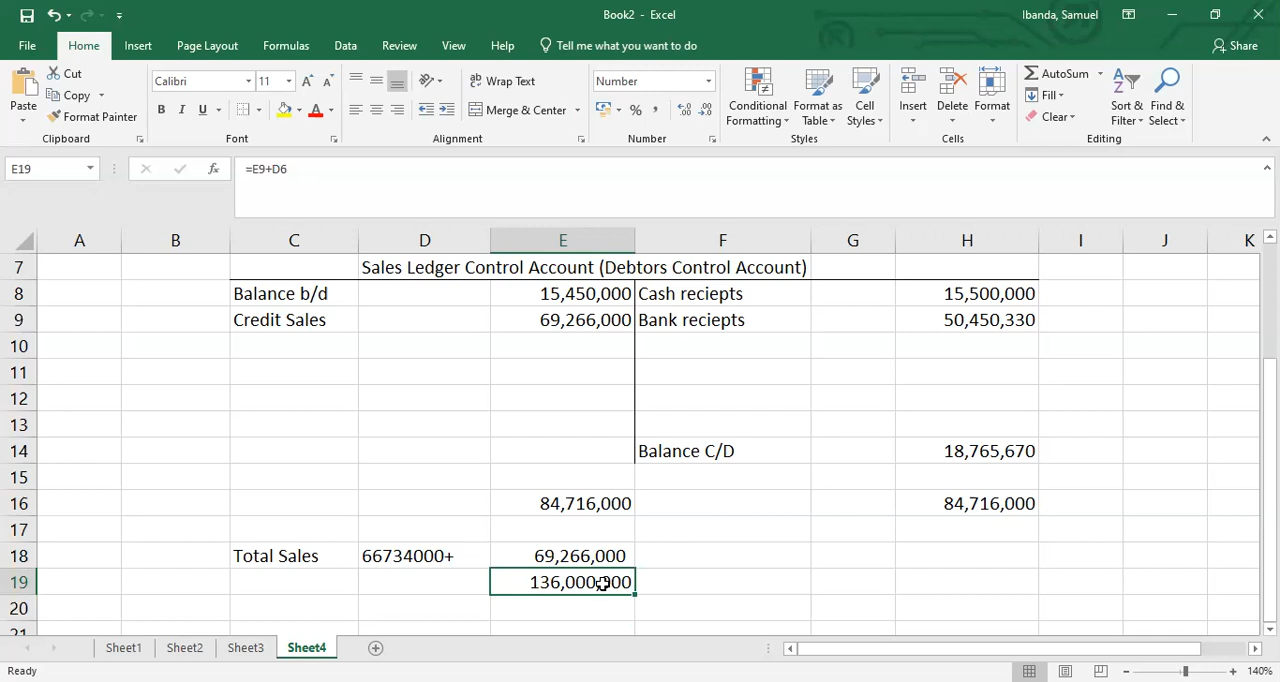 Book2 - Excel
Ibanda, Samuel
File Home Insert Page Layout Formulas Data Review View Help Tell me what you want to do Share
Cut
Copy
Format Painter
Paste
Clipboard
Calibri 11 A A
B I U A
Font
Wrap Text
Merge & Center
Alignment
Number
% ,
Number
Conditional Formatting
Format as Table
Cell Styles
Styles
Insert Delete Format
Cells
AutoSum
Fill
Clear
Sort & Filter
Find & Select
Editing
E19 fx =E9+D6
A B C D E F G H I J K
7 Sales Ledger Control Account (Debtors Control Account)
8 Balance b/d 15,450,000 Cash reciepts 15,500,000
9 Credit Sales 69,266,000 Bank reciepts 50,450,330
10
11
12
13
14 Balance C/D 18,765,670
15
16 84,716,000 84,716,000
17
18 Total Sales 66734000+ 69,266,000
19 136,000,000
20
21
Sheet1 Sheet2 Sheet3 Sheet4
Ready 140%